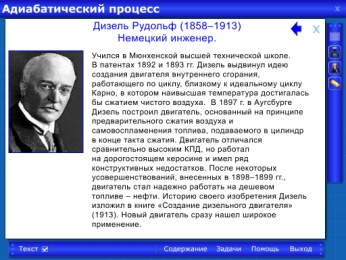 Адиабатический процесс
X
Дизель Рудольф (1858–1913)
Немецкий инженер.
X
Учился в Мюнхенской высшей технической школе.
В патентах 1892 и 1893 гг. Дизель выдвинул идею
создания двигателя внутреннего сгорания,
работающего по циклу, близкому к идеальному циклу
Карно, в котором наивысшая температура достигалась
бы сжатием чистого воздуха. В 1897 г. в Аугсбурге
Дизель построил двигатель, основанный на принципе
предварительного сжатия воздуха и
самовоспламенения топлива, подаваемого в цилиндр
в конце такта сжатия. Двигатель отличался
сравнительно высоким КПД, но работал
на дорогостоящем керосине и имел ряд
конструктивных недостатков. После некоторых
усовершенствований, внесенных в 1898–1899 гг.,
двигатель стал надежно работать на дешевом
топливе – нефти. Историю своего изобретения Дизель
изложил в книге «Создание дизельного двигателя»
(1913). Новый двигатель сразу нашел широкое
применение.
Текст Содержание Задачи Помощь Выход